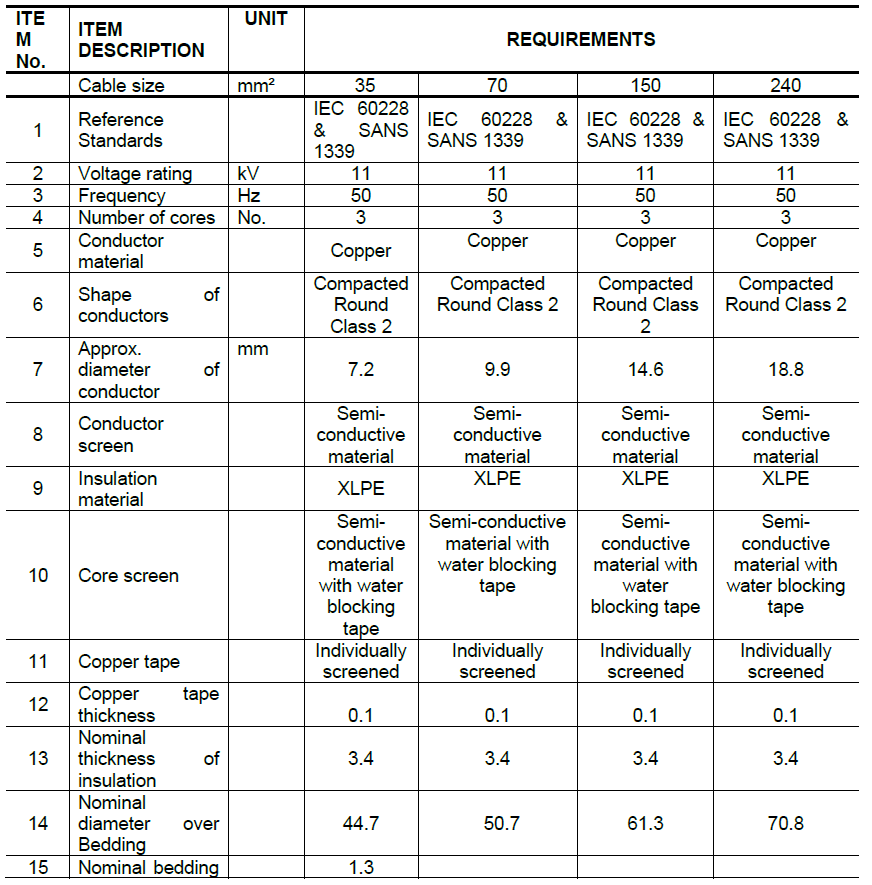 ITE
M
No.
ITEM
DESCRIPTION
UNIT
REQUIREMENTS
Cable size mm² 35 70 150 240
1
Reference
Standards
IEC 60228
& SANS
1339
IEC 60228 &
SANS 1339
IEC 60228 &
SANS 1339
IEC 60228 &
SANS 1339
2 Voltage rating kV 11 11 11 11
3 Frequency Hz 50 50 50 50
4 Number of cores No. 3 3 3 3
5
Conductor
material
Copper
Copper
Copper
Copper
6
Shape of
conductors
Compacted
Round
Class 2
Compacted
Round Class 2
Compacted
Round Class
2
Compacted
Round Class 2
7
Approx.
diameter of
conductor
mm
7.2 9.9 14.6 18.8
8
Conductor
screen
Semi-
conductive
material
Semi-
conductive
material
Semi-
conductive
material
Semi-
conductive
material
9
Insulation
material
XLPE
XLPE
XLPE
XLPE
10
Core screen
Semi-
conductive
material
with water
blocking
tape
Semi-conductive
material with
water blocking
tape
Semi-
conductive
material with
water
blocking tape
Semi-
conductive
material with
water blocking
tape
11
Copper tape
Individually
screened
Individually
screened
Individually
screened
Individually
screened
12
Copper tape
thickness
0.1 0.1 0.1 0.1
13
Nominal
thickness of
insulation
3.4 3.4 3.4 3.4
14
Nominal
diameter over
Bedding
44.7 50.7 61.3 70.8
15 Nominal bedding 1.3